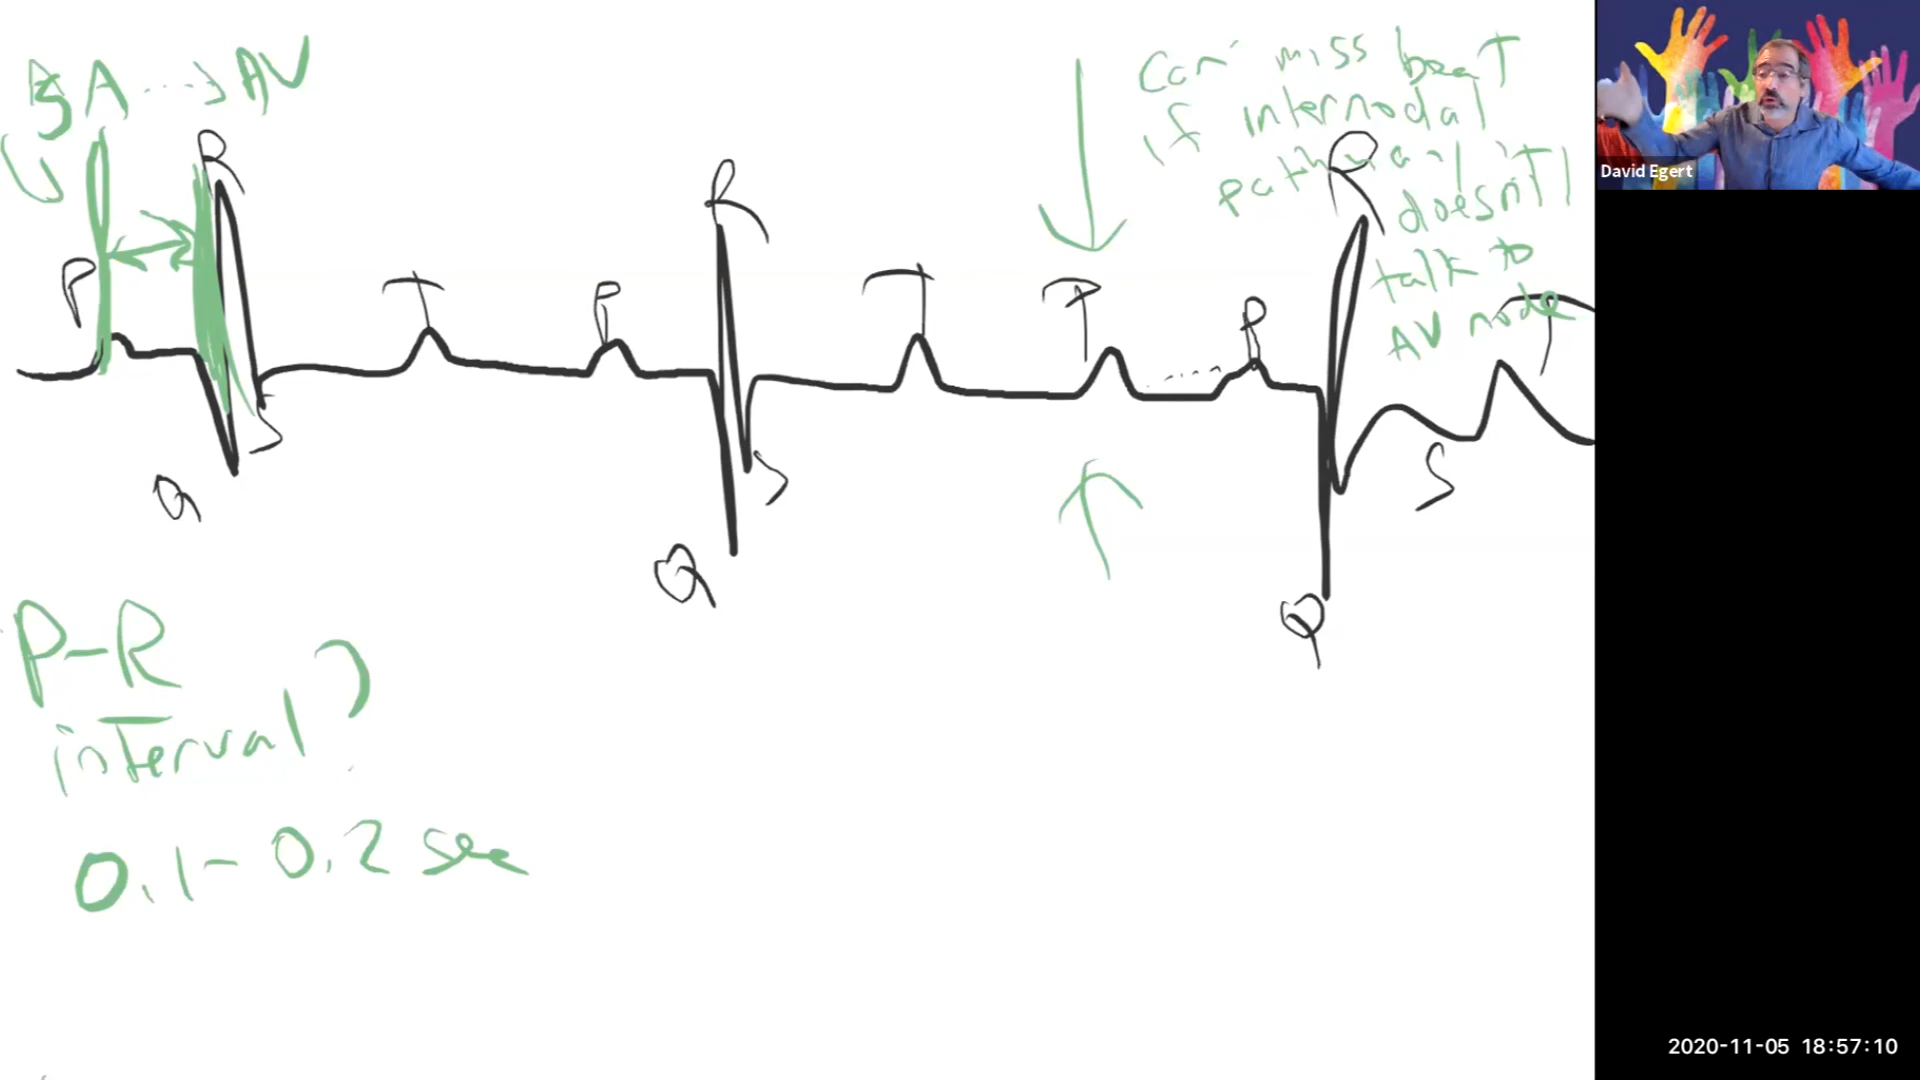 SA ...→ AV
Can miss beat
if internodal
pathway
doesn't
talk to
AV node
R
R
R
P
T
P
T
P
P
T
S
S
S
Q
Q
Q
P-R
interval?
0.1-0.2 sec
David Egert
2020-11-05 18:57:10